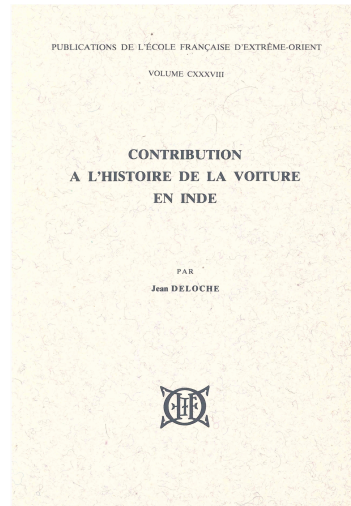 PUBLICATIONS DE L'ÉCOLE FRANÇAISE D'EXTRÊME-ORIENT
VOLUME CXXXVIII
CONTRIBUTION
A L'HISTOIRE DE LA VOITURE
EN INDE
PAR
Jean DELOCHE